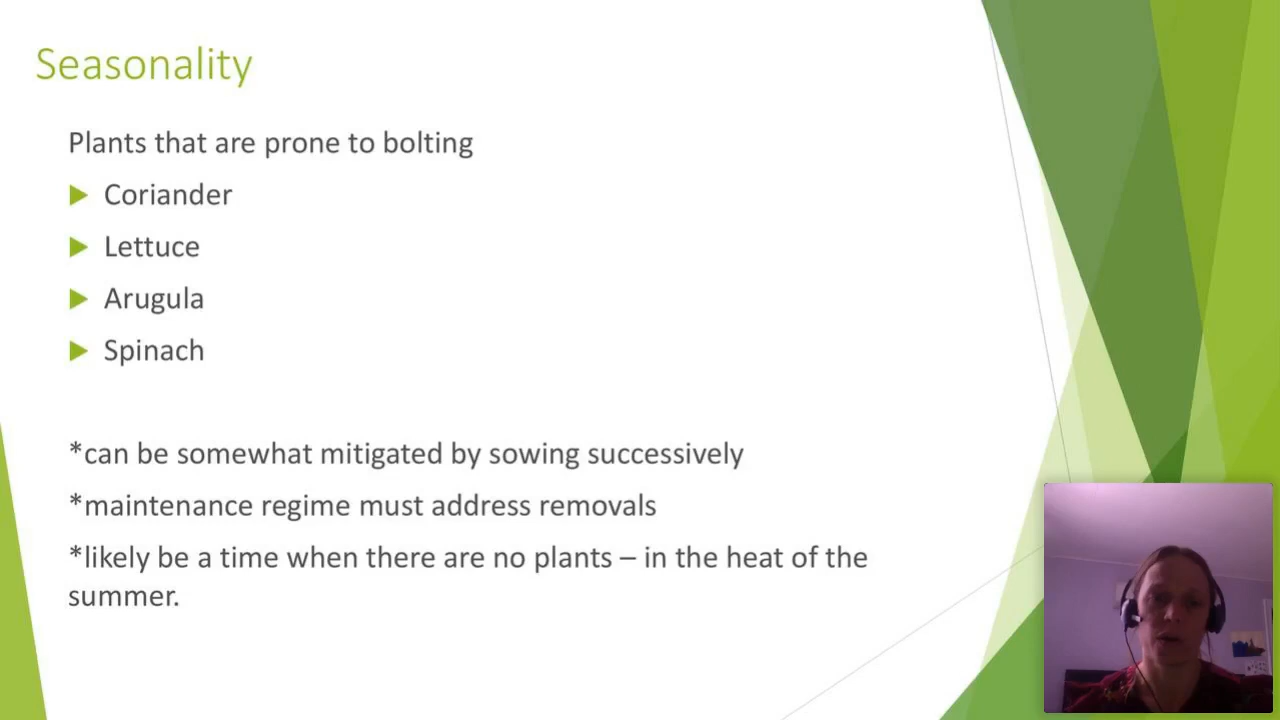 Seasonality
Plants that are prone to bolting
Coriander
Lettuce
Arugula
Spinach
*can be somewhat mitigated by sowing successively
*maintenance regime must address removals
*likely be a time when there are no plants – in the heat of the
summer.